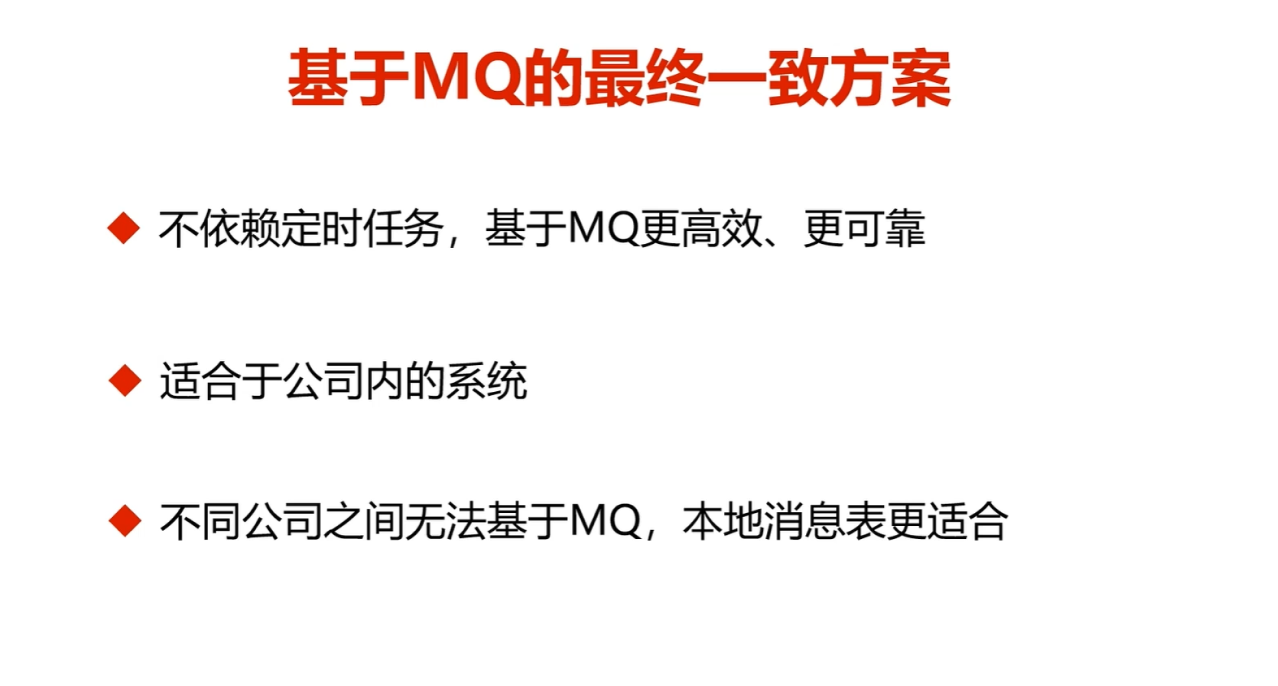 基于MQ的最终一致方案
不依赖定时任务，基于MQ更高效、更可靠
适合于公司内的系统
不同公司之间无法基于MQ，本地消息表更适合